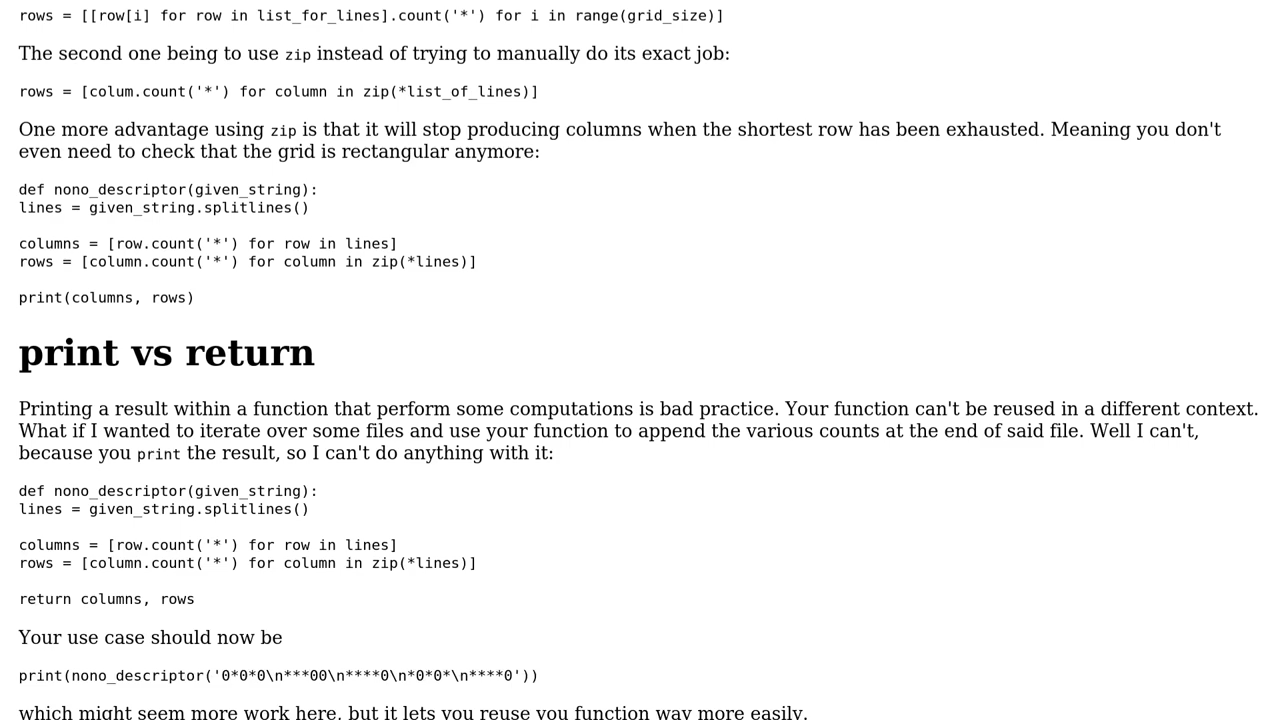 rows = [[row[i] for row in list_for_lines].count('*') for i in range(grid_size)]
The second one being to use zip instead of trying to manually do its exact job:
rows = [colum.count('*') for column in zip(*list_of_lines)]
One more advantage using zip is that it will stop producing columns when the shortest row has been exhausted. Meaning you don't
even need to check that the grid is rectangular anymore:
def nono_descriptor(given_string):
lines = given_string.splitlines()
columns = [row.count('*') for row in lines]
rows = [column.count('*') for column in zip(*lines)]
print(columns, rows)
print vs return
Printing a result within a function that perform some computations is bad practice. Your function can't be reused in a different context.
What if I wanted to iterate over some files and use your function to append the various counts at the end of said file. Well I can't,
because you print the result, so I can't do anything with it:
def nono_descriptor(given_string):
lines = given_string.splitlines()
columns = [row.count('*') for row in lines]
rows = [column.count('*') for column in zip(*lines)]
return columns, rows
Your use case should now be
print(nono_descriptor('0*0*0\n***00\n****0\n*0*0*\n****0'))
which might seem more work here, but it lets you reuse you function way more easily.